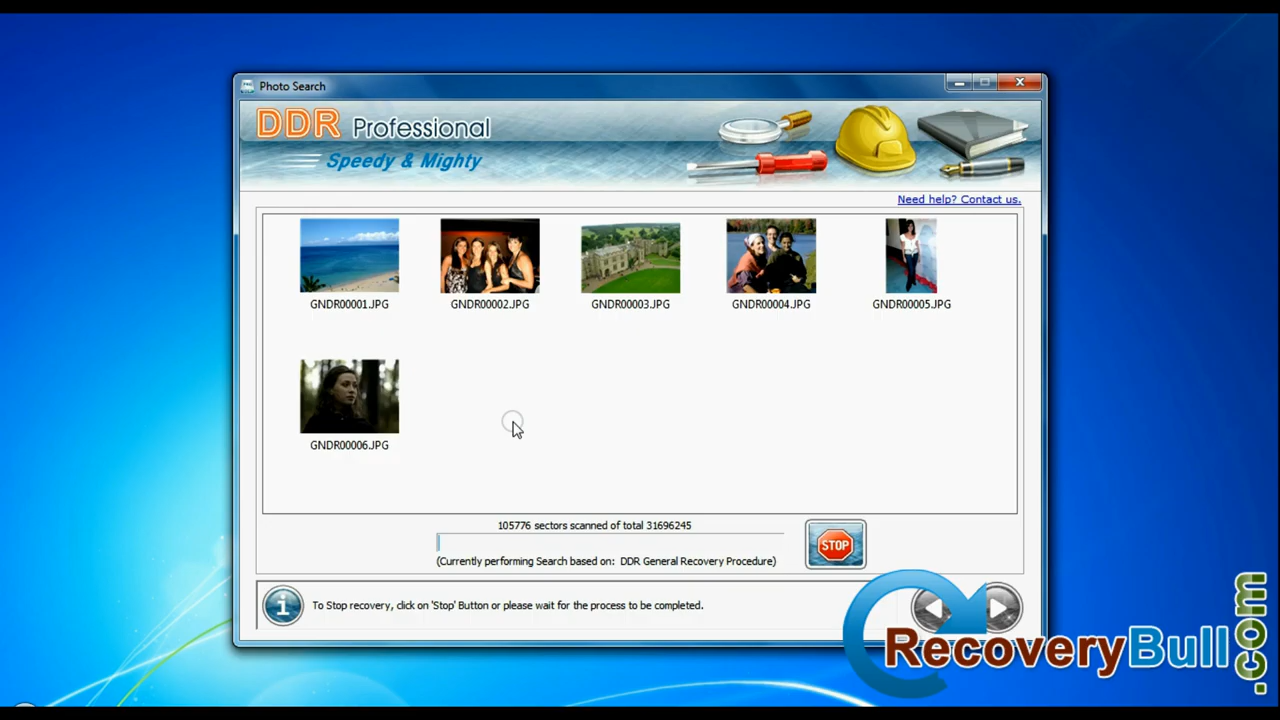 Photo Search
DDR Professional
Speedy & Mighty
Need help? Contact us.
GNDR00001.JPG
GNDR00002.JPG
GNDR00003.JPG
GNDR00004.JPG
GNDR00005.JPG
GNDR00006.JPG
105776 sectors scanned of total 31696245
STOP
(Currently performing Search based on: DDR General Recovery Procedure)
To Stop recovery, click on 'Stop' Button or please wait for the process to be completed.
RecoveryBull.com